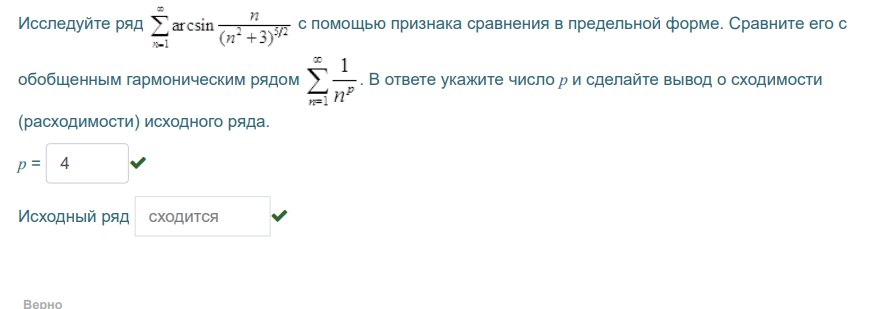 Исследуйте ряд $\sum_{n=1}^{\infty} \arcsin \frac{n}{(n^2+3)^{5/2}}$ с помощью признака сравнения в предельной форме. Сравните его с
обобщенным гармоническим рядом $\sum_{n=1}^{\infty} \frac{1}{n^p}$. В ответе укажите число p и сделайте вывод о сходимости
(расходимости) исходного ряда.
p = 4
Исходный ряд сходится
Верно